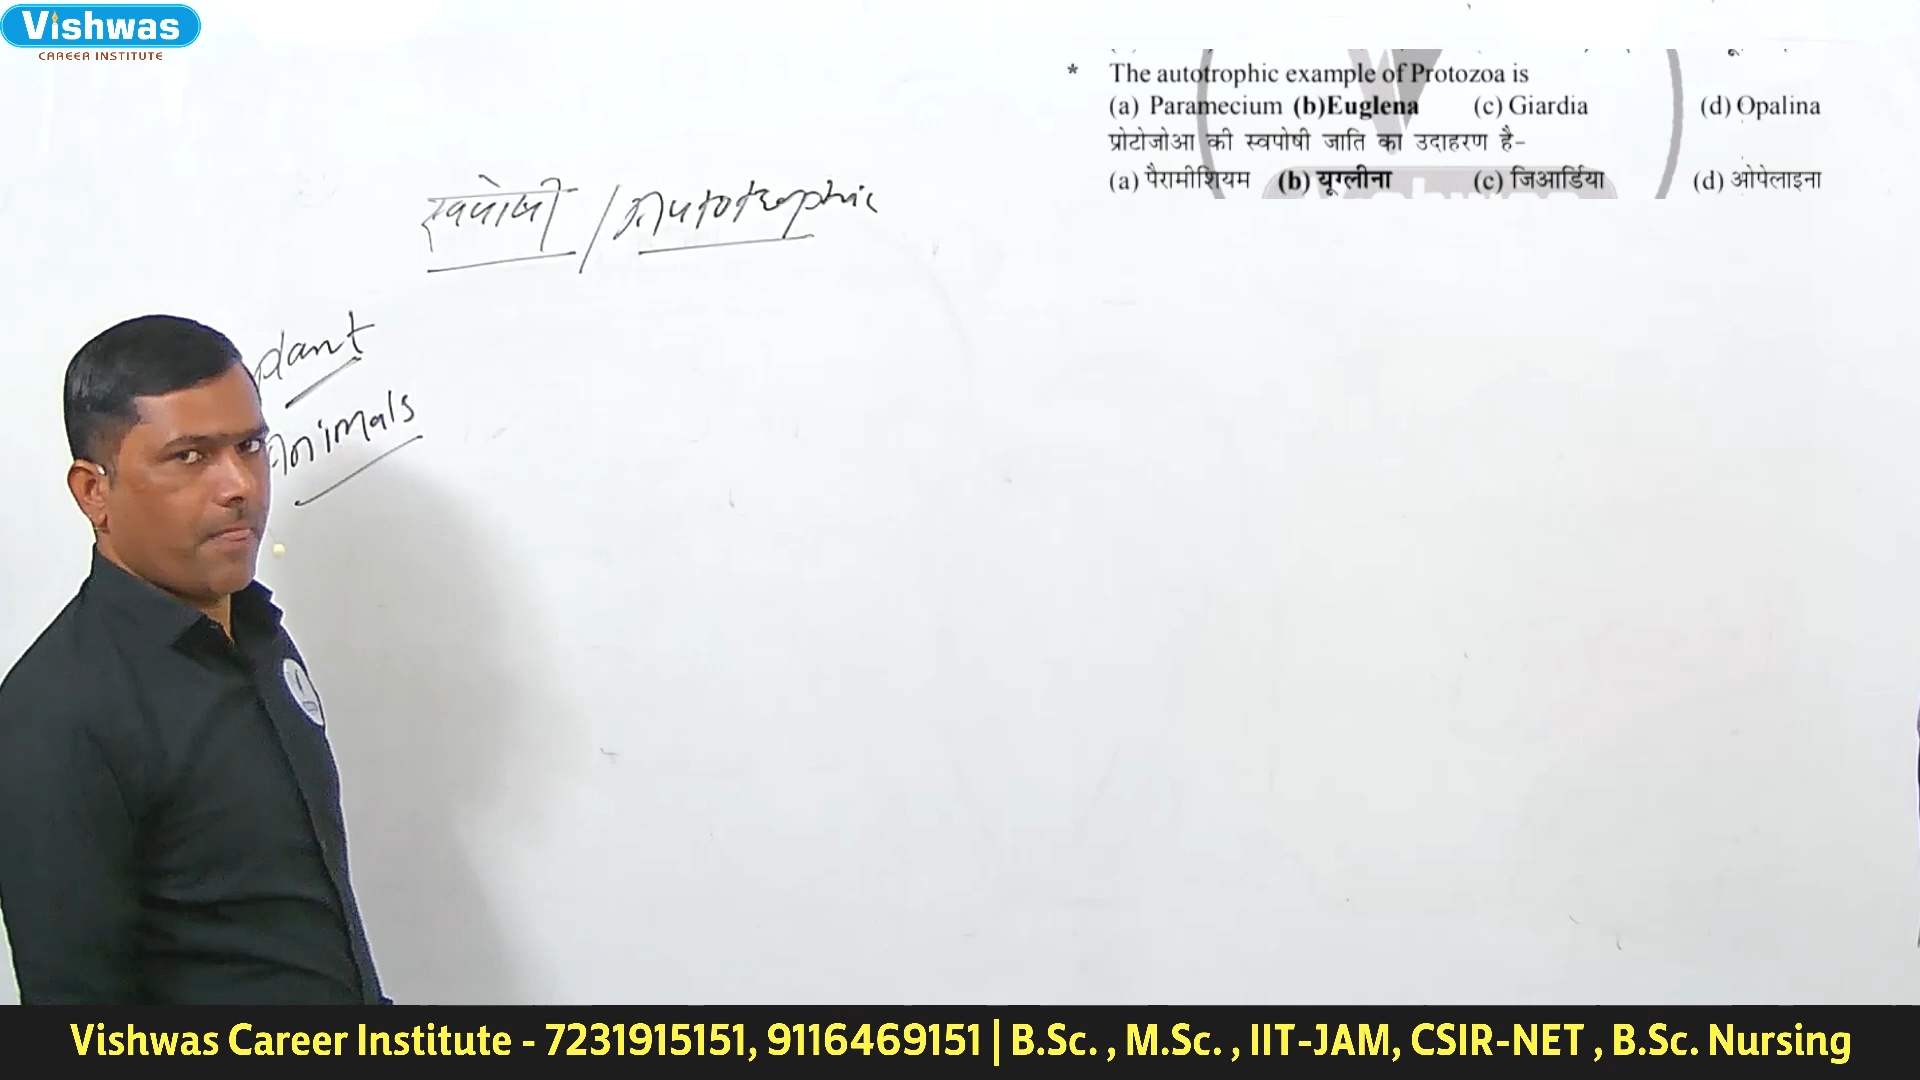 Vishwas
CAREER INSTITUTE
* The autotrophic example of Protozoa is
(a) Paramecium (b)Euglena (c) Giardia (d) Opalina
प्रोटोजोआ की स्वपोषी जाति का उदाहरण है-
(a) पैरामीशियम (b) यूग्लीना (c) जिआर्डिया (d) ओपेलाइना
स्वपोषी / Autotrophic
plant
Animals
Vishwas Career Institute - 7231915151, 9116469151 | B.Sc. , M.Sc. , IIT-JAM, CSIR-NET , B.Sc. Nursing